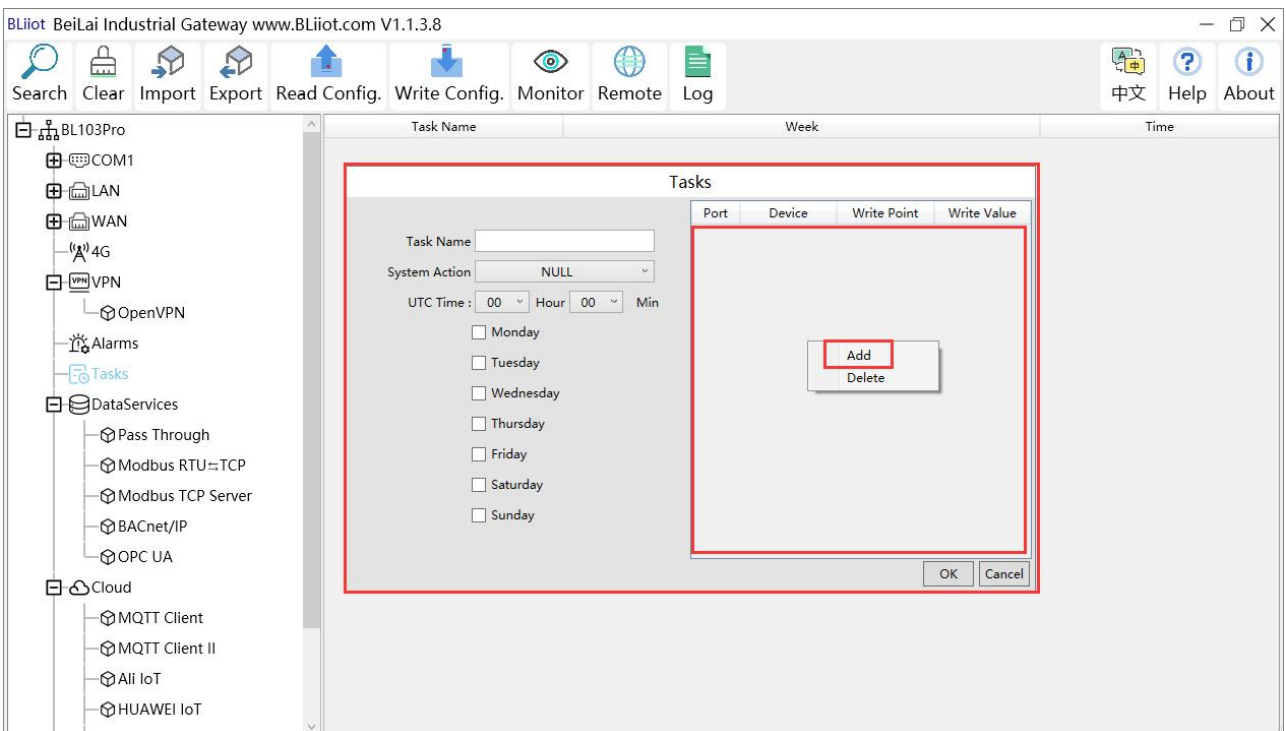 BLiiot BeiLai Industrial Gateway www.BLiiot.com V1.1.3.8
Search Clear Import Export Read Config. Write Config. Monitor Remote Log 中文 Help About
BL103Pro
COM1
LAN
WAN
4G
VPN
VPN
OpenVPN
Alarms
Tasks
DataServices
Pass Through
Modbus RTU⇆TCP
Modbus TCP Server
BACnet/IP
OPC UA
Cloud
MQTT Client
MQTT Client II
Ali IoT
HUAWEI IoT
Task Name Week Time
Tasks
Task Name
System Action NULL
UTC Time : 00 Hour 00 Min
Monday
Tuesday
Wednesday
Thursday
Friday
Saturday
Sunday
Port Device Write Point Write Value
Add
Delete
OK Cancel